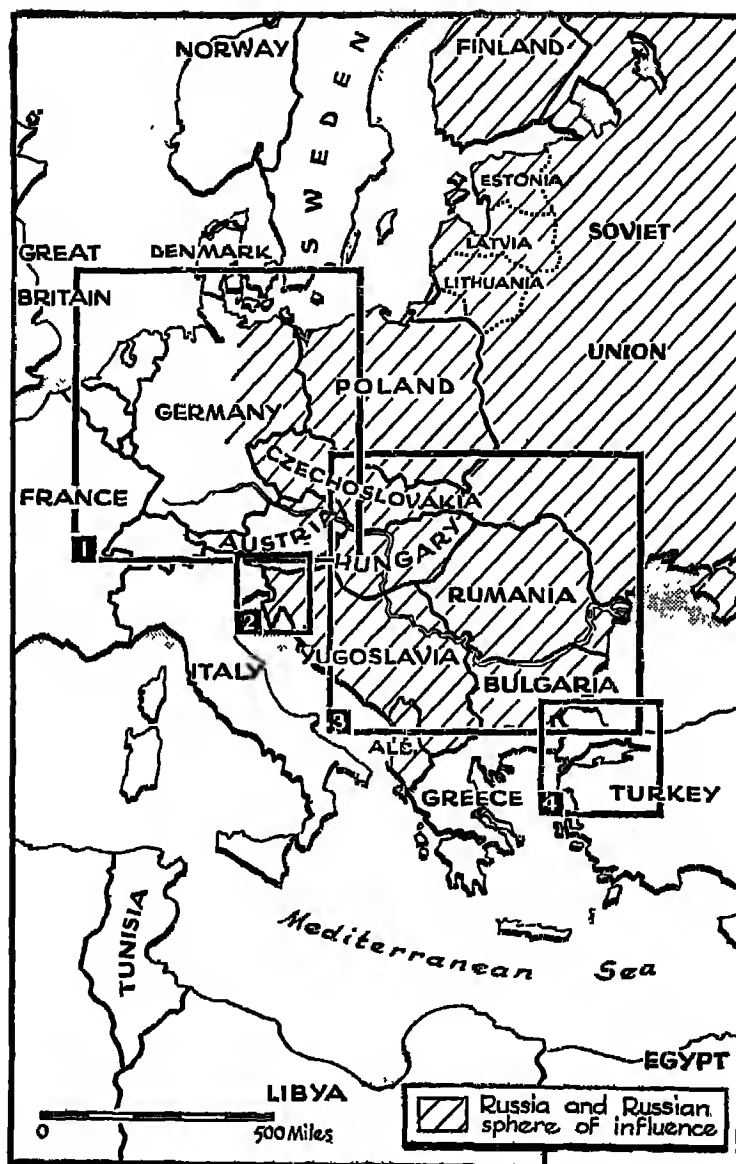 NORWAY
FINLAND
SWEDEN
ESTONIA
GREAT
BRITAIN
DENMARK
LATVIA
SOVIET
LITHUANIA
UNION
POLAND
GERMANY
CZECHOSLOVAKIA
FRANCE
1
AUSTRIA
HUNGARY
RUMANIA
2
ITALY
YUGOSLAVIA
BULGARIA
3
ALB.
GREECE
4
TURKEY
TUNISIA
Mediterranean Sea
EGYPT
LIBYA
0 500 Miles
Russia and Russian
sphere of influence